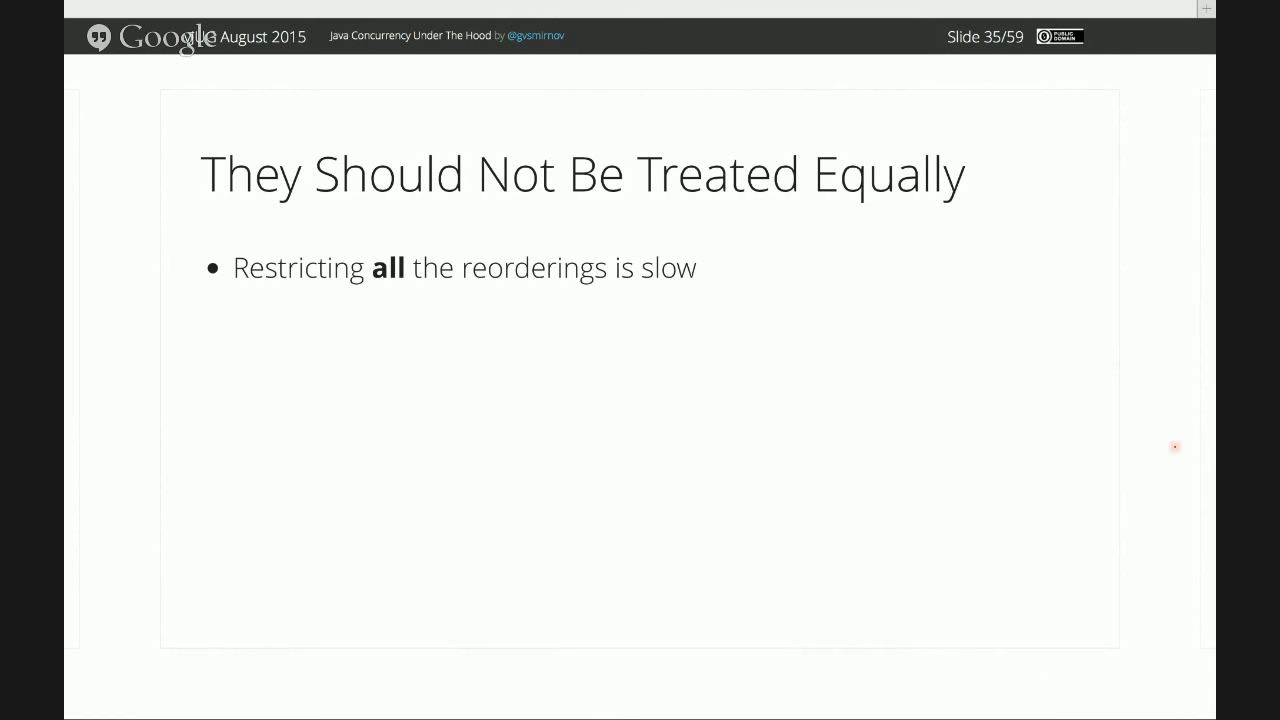 Google
August 2015
Java Concurrency Under The Hood by @gvsmirnov
Slide 35/59
PUBLIC DOMAIN
They Should Not Be Treated Equally
• Restricting all the reorderings is slow